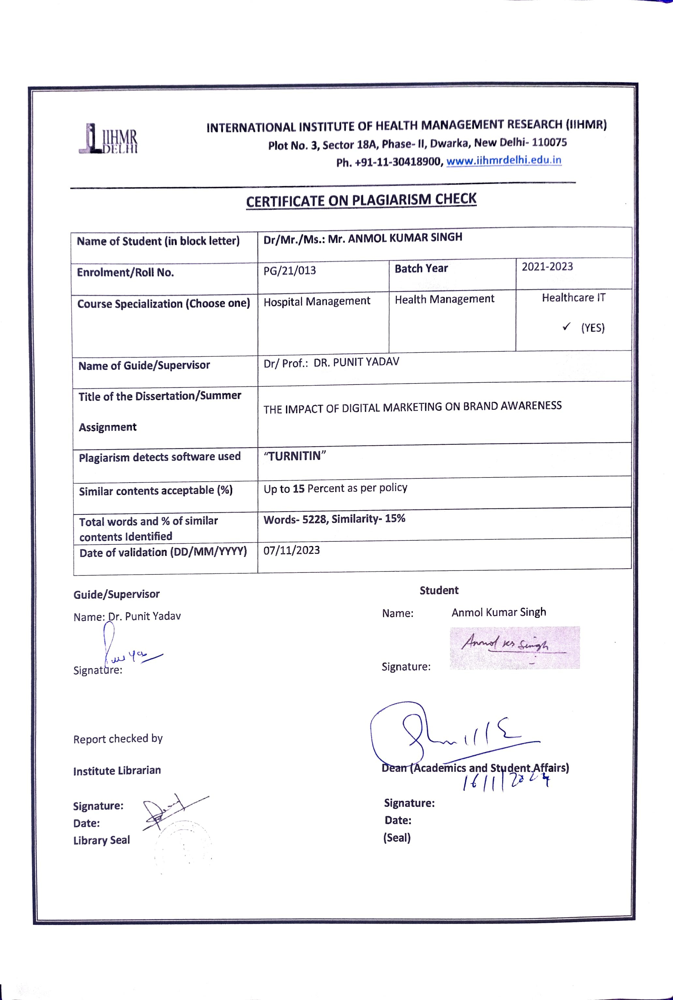 IIHMR
DELHI
INTERNATIONAL INSTITUTE OF HEALTH MANAGEMENT RESEARCH (IIHMR)
Plot No. 3, Sector 18A, Phase- II, Dwarka, New Delhi- 110075
Ph. +91-11-30418900, www.iihmrdelhi.edu.in
CERTIFICATE ON PLAGIARISM CHECK
Name of Student (in block letter) Dr/Mr./Ms.: Mr. ANMOL KUMAR SINGH
Enrolment/Roll No. PG/21/013 Batch Year 2021-2023
Course Specialization (Choose one) Hospital Management Health Management Healthcare IT
✓ (YES)
Name of Guide/Supervisor Dr/ Prof.: DR. PUNIT YADAV
Title of the Dissertation/Summer
Assignment
THE IMPACT OF DIGITAL MARKETING ON BRAND AWARENESS
Plagiarism detects software used “TURNITIN”
Similar contents acceptable (%) Up to 15 Percent as per policy
Total words and % of similar
contents Identified
Words- 5228, Similarity- 15%
Date of validation (DD/MM/YYYY) 07/11/2023
Guide/Supervisor
Name: Dr. Punit Yadav
Signature:
Student
Name: Anmol Kumar Singh
Anmol Kr Singh
Signature:
Report checked by
Institute Librarian
Signature:
Date:
Library Seal
Dean (Academics and Student Affairs)
16/1/2024
Signature:
Date:
(Seal)